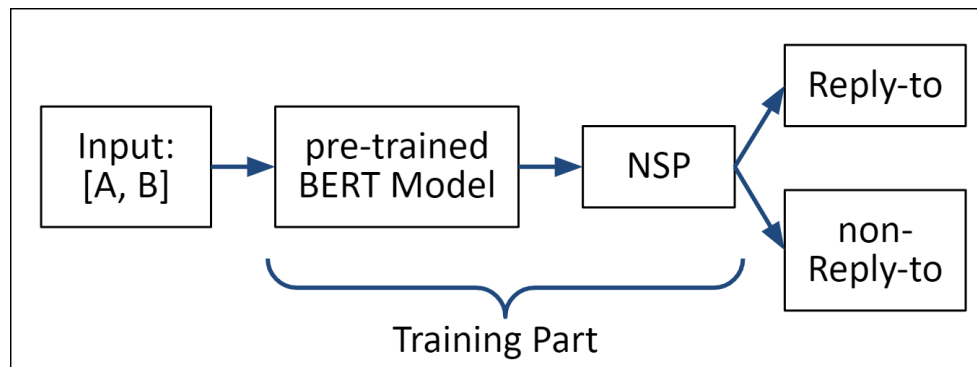 Input:
[A, B]
pre-trained
BERT Model
NSP
Reply-to
non-
Reply-to
Training Part